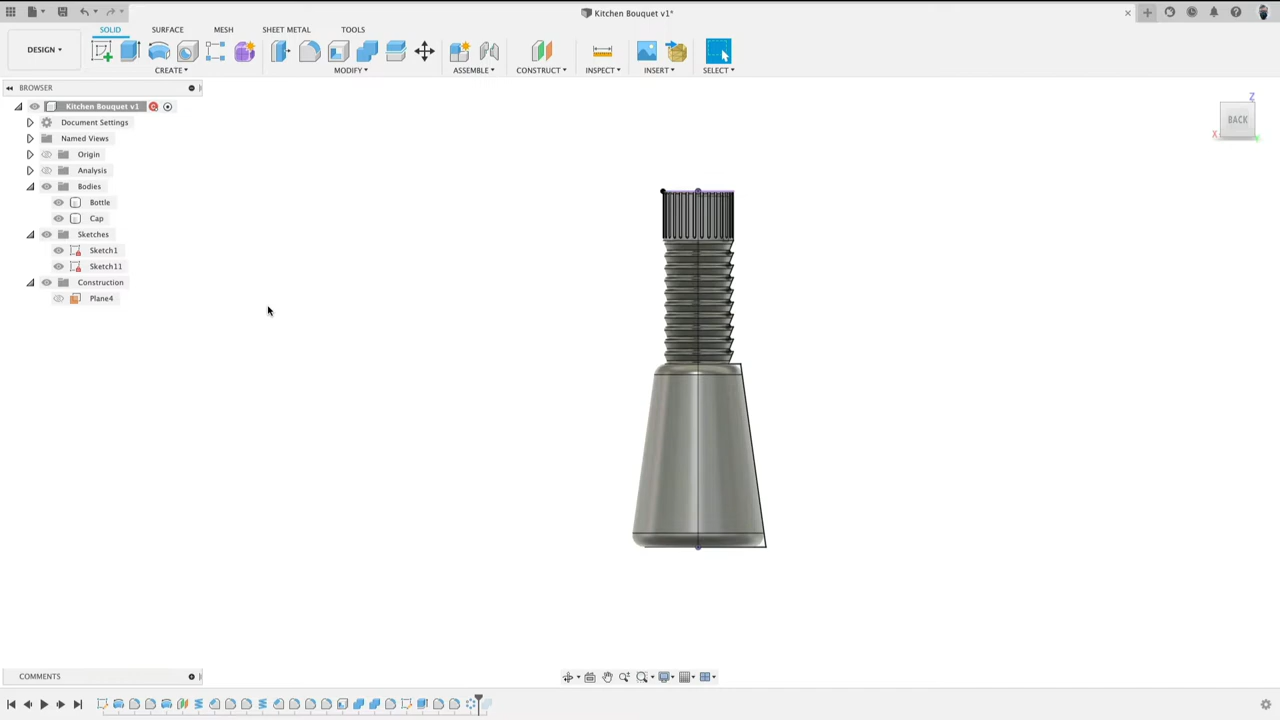 Kitchen Bouquet v1*
SOLID SURFACE MESH SHEET METAL TOOLS
DESIGN
CREATE MODIFY ASSEMBLE CONSTRUCT INSPECT INSERT SELECT
BROWSER
Kitchen Bouquet v1
Document Settings
Named Views
Origin
Analysis
Bodies
Bottle
Cap
Sketches
Sketch1
Sketch11
Construction
Plane4
Z
BACK
X
Y
COMMENTS